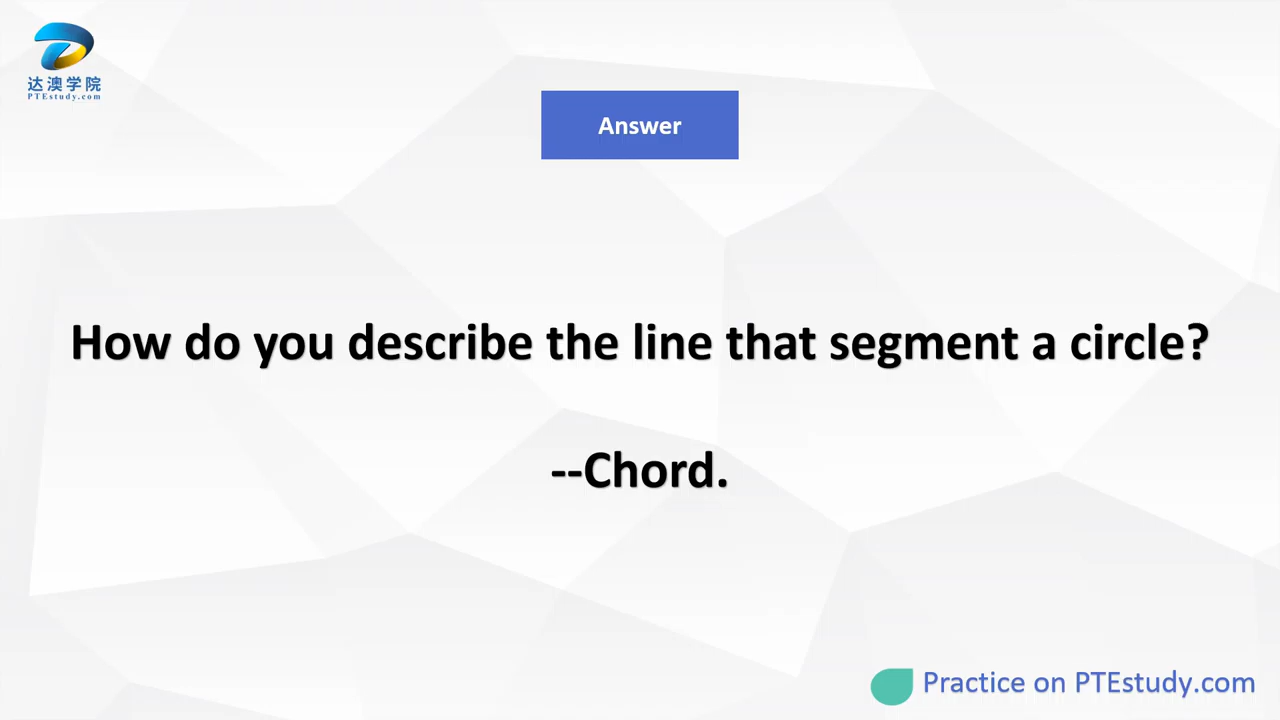 达澳学院
PTEstudy.com
Answer
How do you describe the line that segment a circle?
--Chord.
Practice on PTEstudy.com